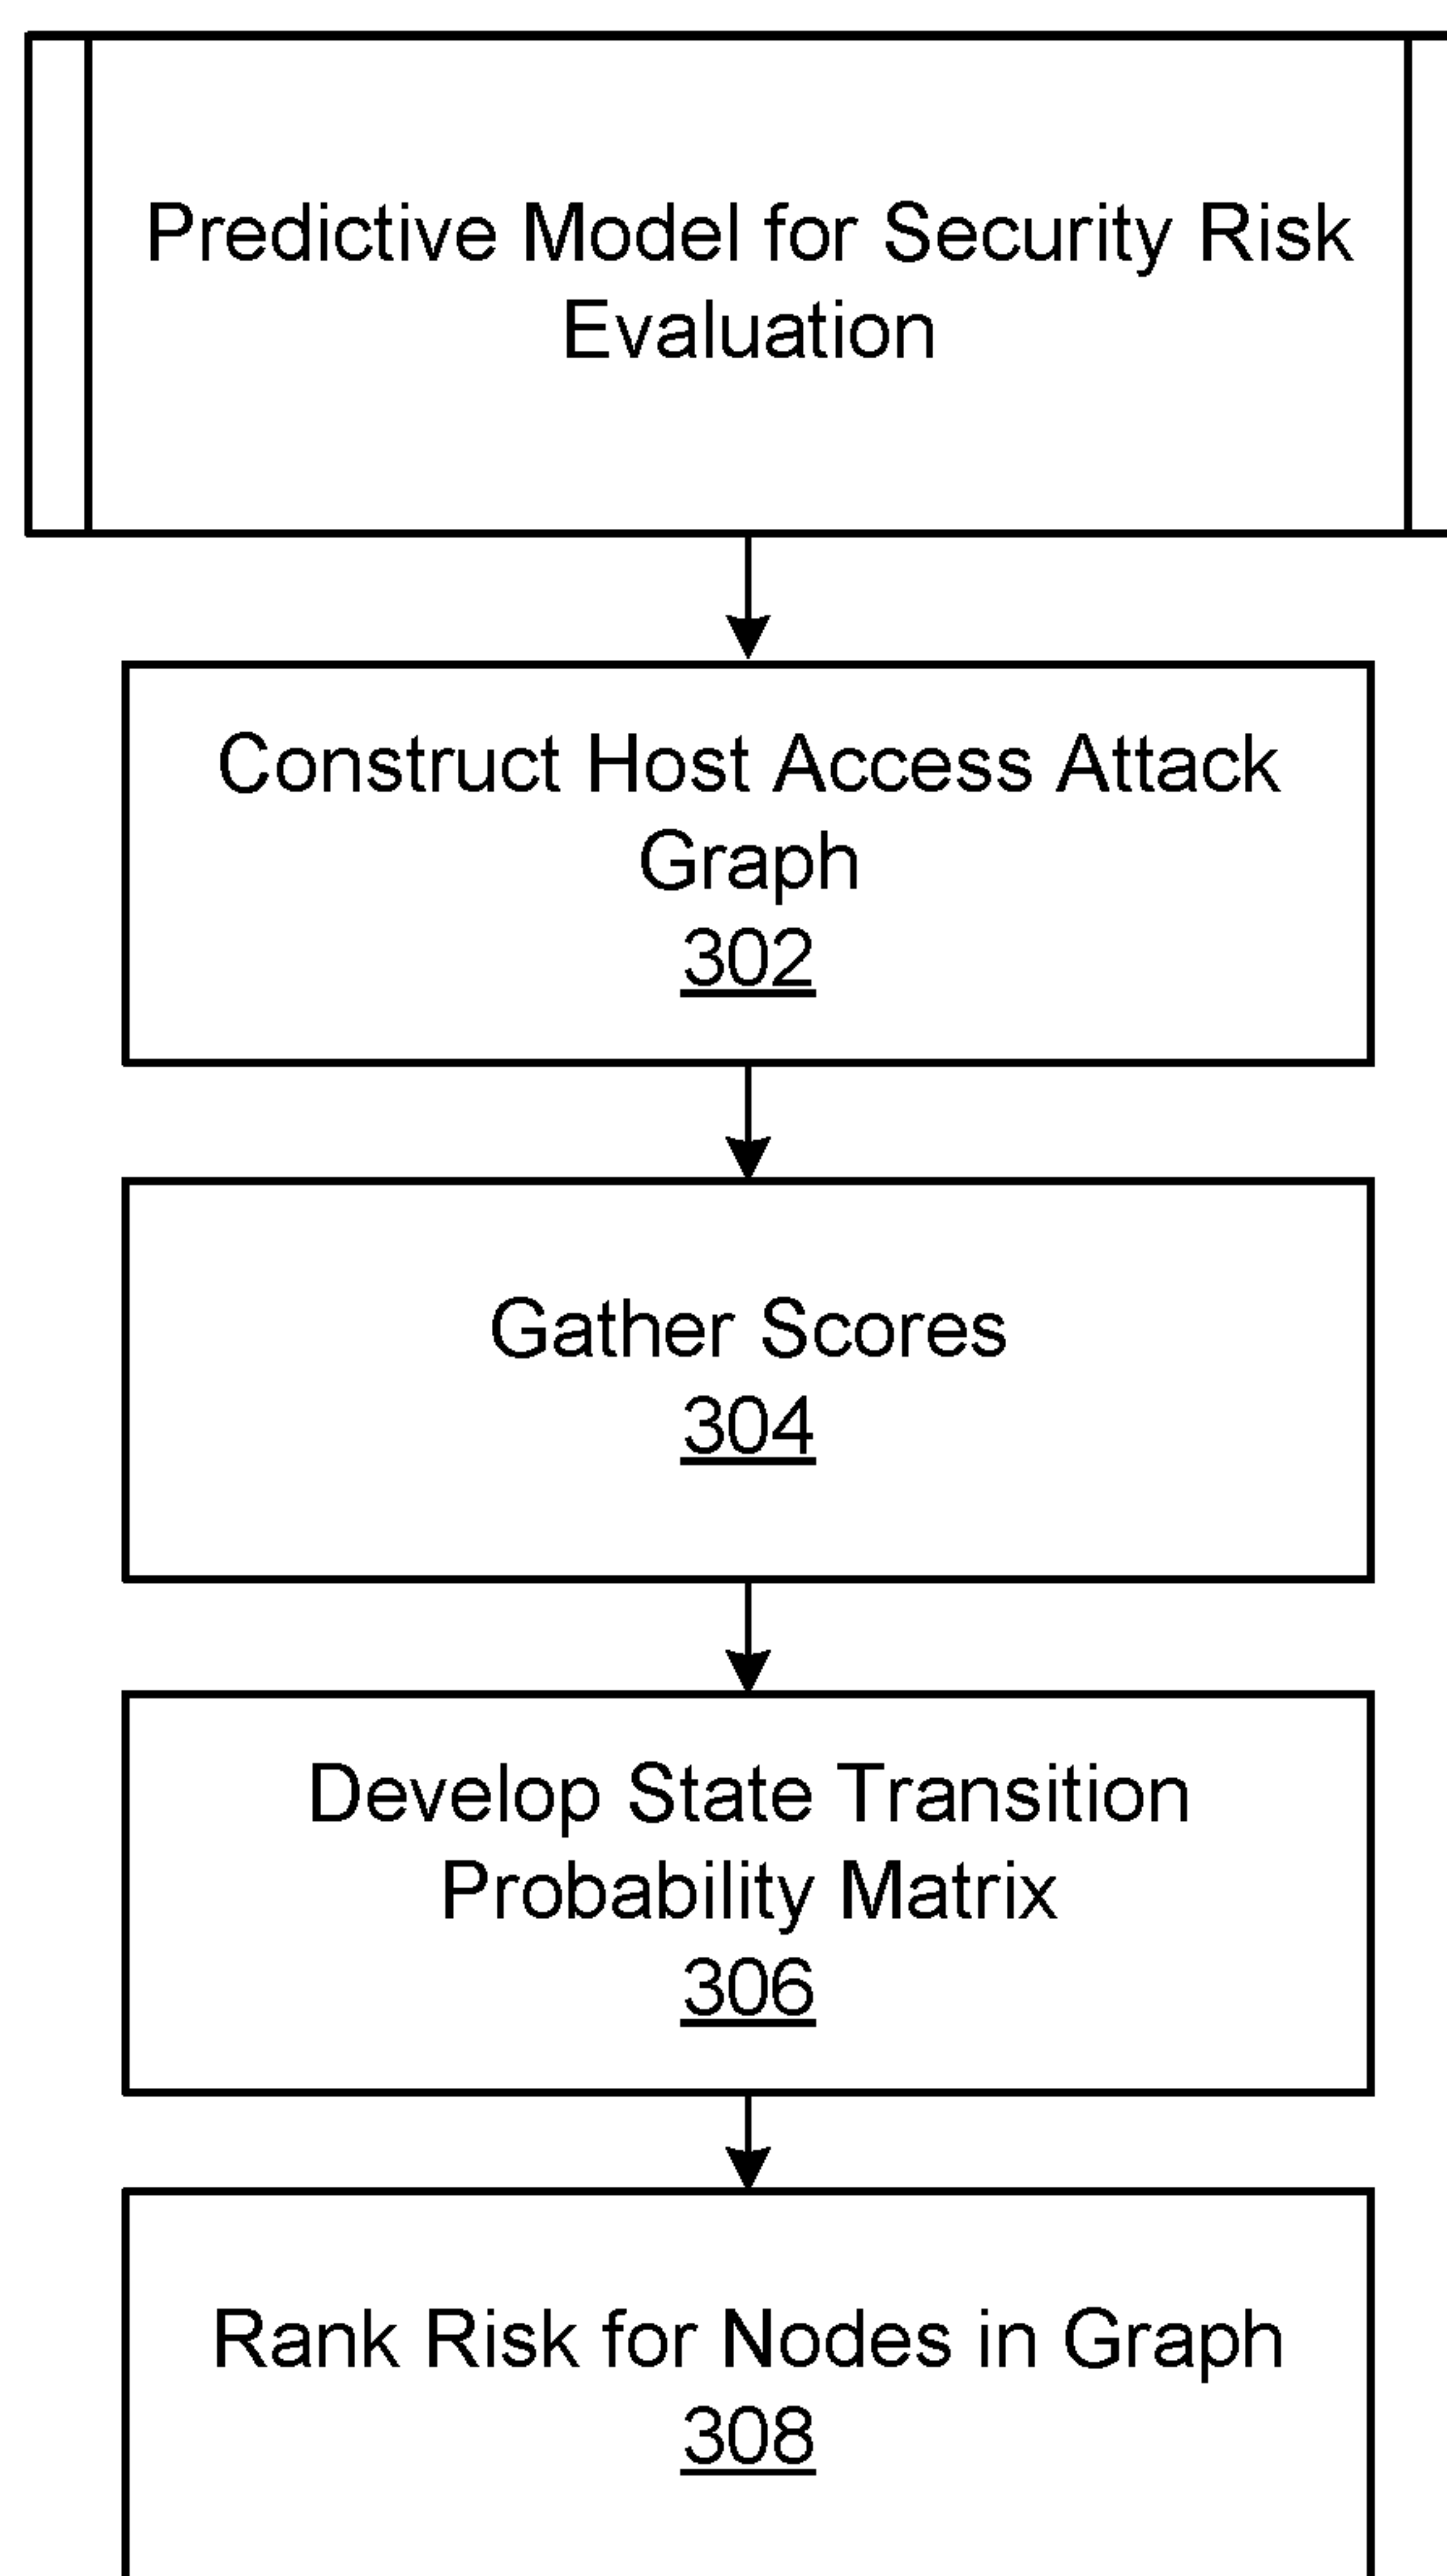 Predictive Model for Security Risk
Evaluation
Construct Host Access Attack
Graph
302
Gather Scores
304
Develop State Transition
Probability Matrix
306
Rank Risk for Nodes in Graph
308